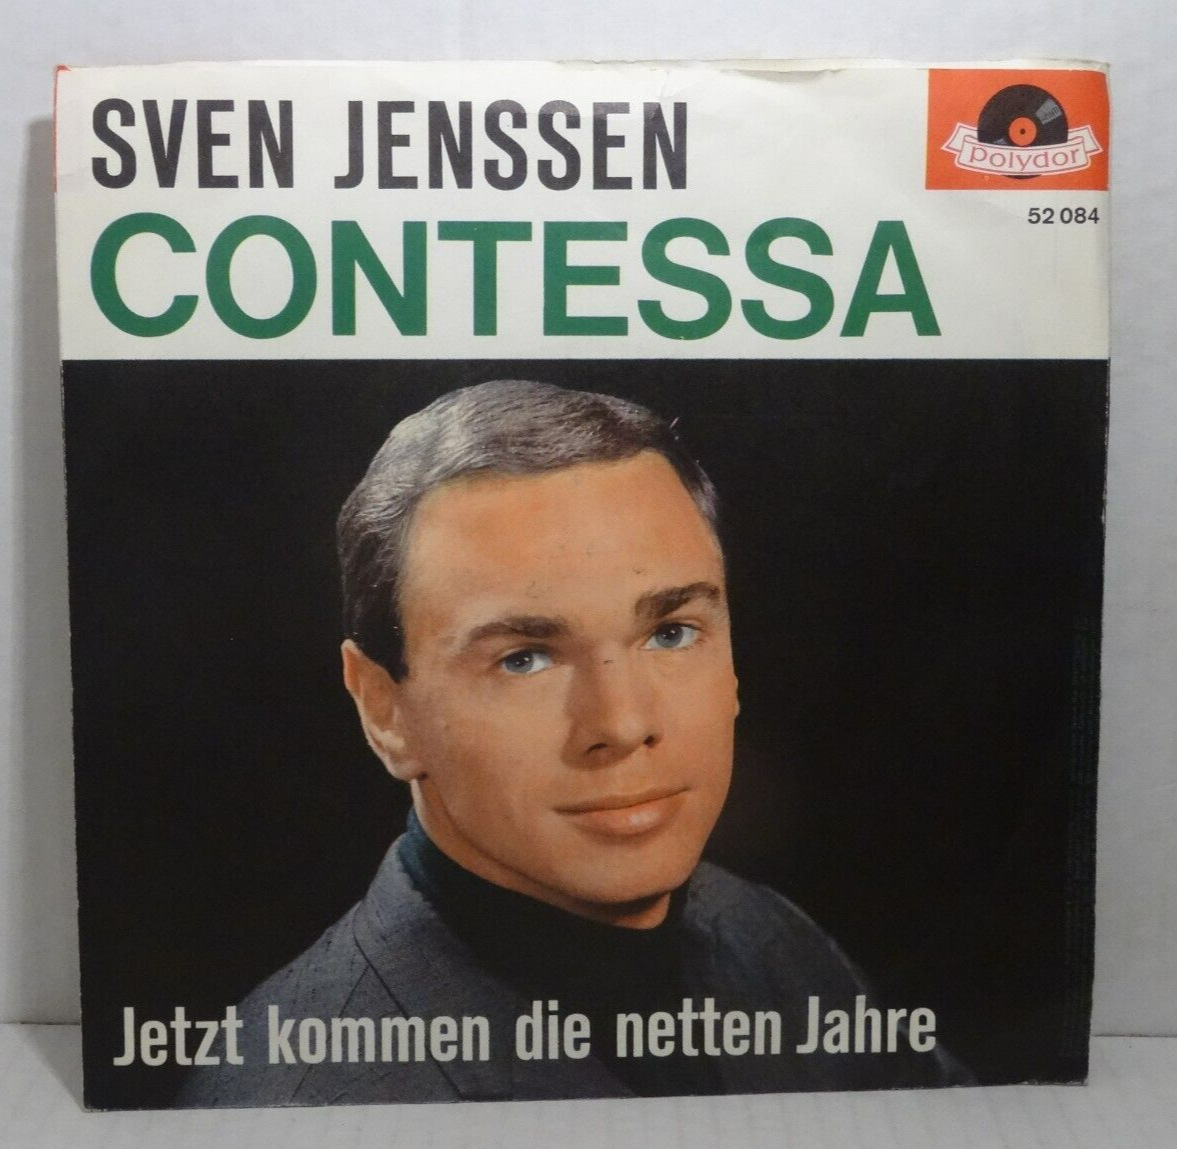 SVEN JENSSEN
polydor
52 084
CONTESSA
Jetzt kommen die netten Jahre